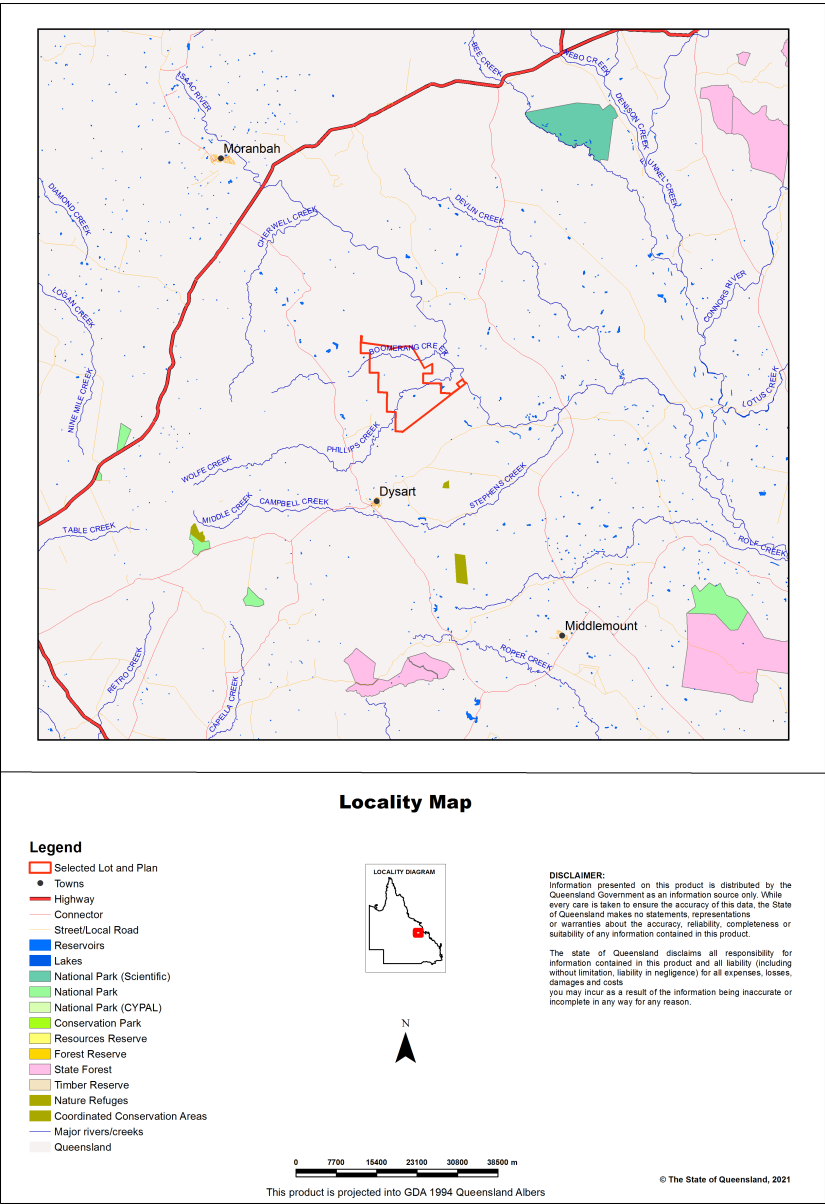 BEE CREEK
NEBO CREEK
ISAAC RIVER
DENISON CREEK
Moranbah
DIAMOND CREEK
DEVLIN CREEK
CHERWELL CREEK
LOGAN CREEK
CONNORS RIVER
BOOMERANG CREEK
LOTUS CREEK
NINE MILE CREEK
PHILLIPS CREEK
WOLFE CREEK
STEPHENS CREEK
Dysart
CAMPBELL CREEK
MIDDLE CREEK
TABLE CREEK
ROLF CREEK
Middlemount
ROPER CREEK
RETRO CREEK
CAPELLA CREEK
Locality Map
Legend
Selected Lot and Plan
Towns
Highway
Connector
Street/Local Road
Reservoirs
Lakes
National Park (Scientific)
National Park
National Park (CYPAL)
Conservation Park
Resources Reserve
Forest Reserve
State Forest
Timber Reserve
Nature Refuges
Coordinated Conservation Areas
Major rivers/creeks
Queensland
LOCALITY DIAGRAM
N
0 7700 15400 23100 30800 38500 m
This product is projected into GDA 1994 Queensland Albers
DISCLAIMER:
Information presented on this product is distributed by the
Queensland Government as an information source only. While
every care is taken to ensure the accuracy of this data, the State
of Queensland makes no statements, representations
or warranties about the accuracy, reliability, completeness or
suitability of any information contained in this product.
The state of Queensland disclaims all responsibility for
information contained in this product and all liability (including
without limitation, liability in negligence) for all expenses, losses,
damages and costs
you may incur as a result of the information being inaccurate or
incomplete in any way for any reason.
© The State of Queensland, 2021